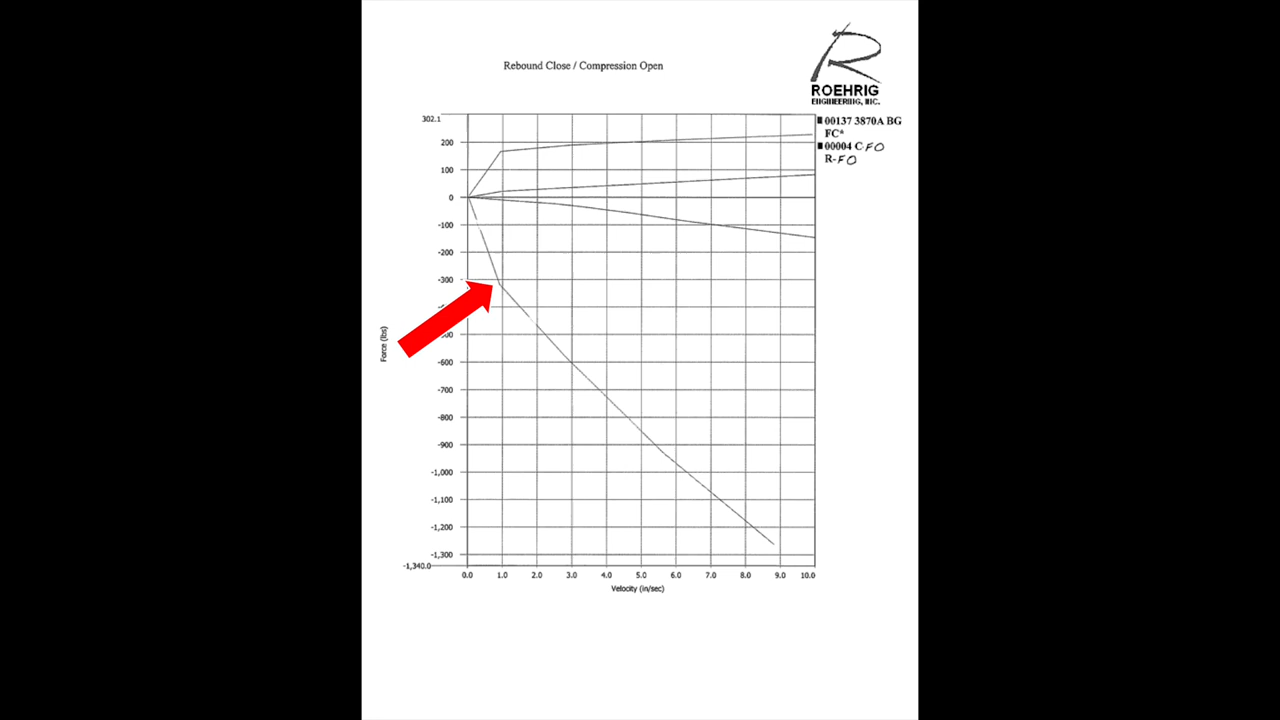 Rebound Close / Compression Open
R
ROEHRIG
ENGINEERING, INC.
00137 3870A BG
FC*
00004 C-FO
R-FO
302.1
200
100
0
-100
-200
-300
-600
-700
-800
-900
-1,000
-1,100
-1,200
-1,300
-1,340.0
Force (lbs)
0.0 1.0 2.0 3.0 4.0 5.0 6.0 7.0 8.0 9.0 10.0
Velocity (in/sec)